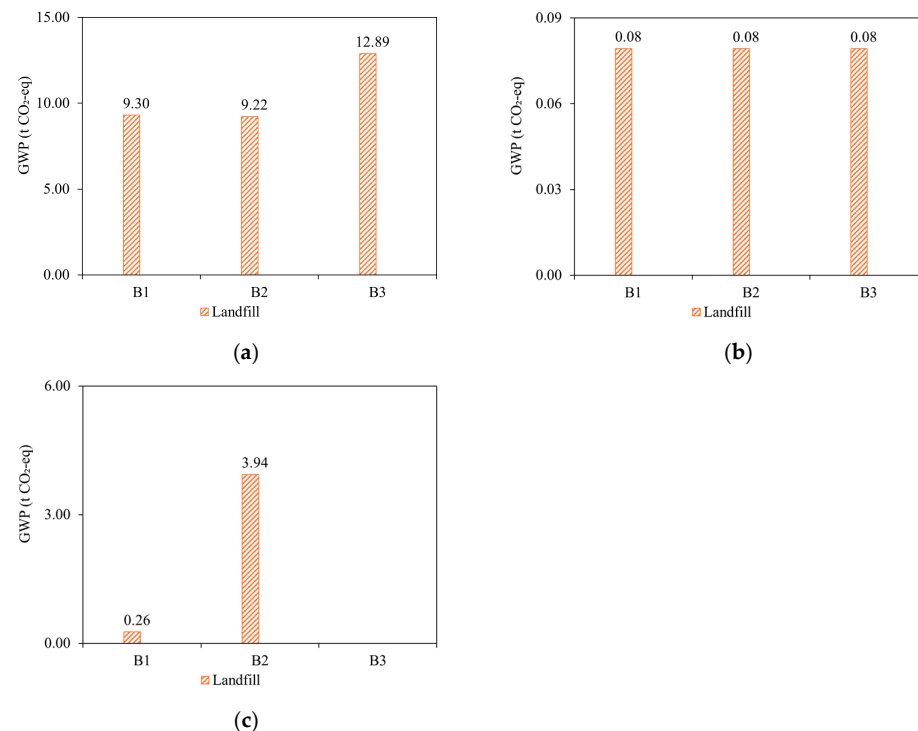 GWP (t CO₂-eq)
15.00
10.00
5.00
0.00
9.30
9.22
12.89
B1 B2 B3
Landfill
(a)
GWP (t CO₂-eq)
0.09
0.06
0.03
0.00
0.08
0.08
0.08
B1 B2 B3
Landfill
(b)
GWP (t CO₂-eq)
6.00
3.00
0.00
0.26
3.94
B1 B2 B3
Landfill
(c)